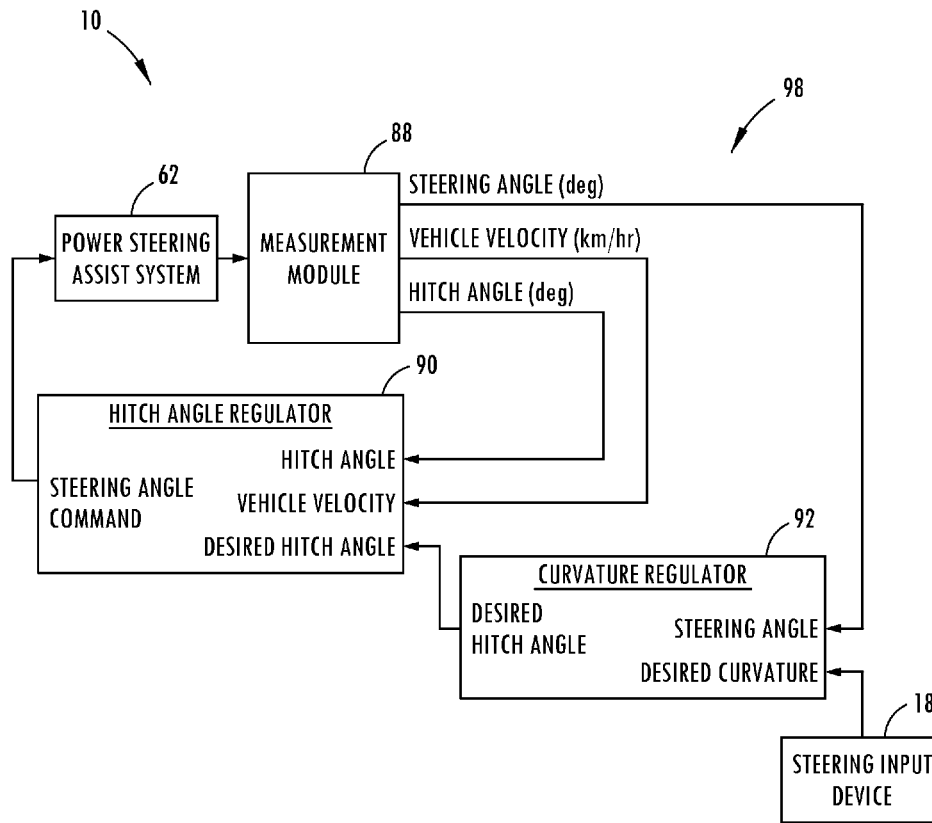 10
98
88
62
STEERING ANGLE (deg)
POWER STEERING
ASSIST SYSTEM
MEASUREMENT
MODULE
VEHICLE VELOCITY (km/hr)
HITCH ANGLE (deg)
90
HITCH ANGLE REGULATOR
HITCH ANGLE
STEERING ANGLE
COMMAND
VEHICLE VELOCITY
DESIRED HITCH ANGLE
92
CURVATURE REGULATOR
DESIRED
HITCH ANGLE
STEERING ANGLE
DESIRED CURVATURE
18
STEERING INPUT
DEVICE